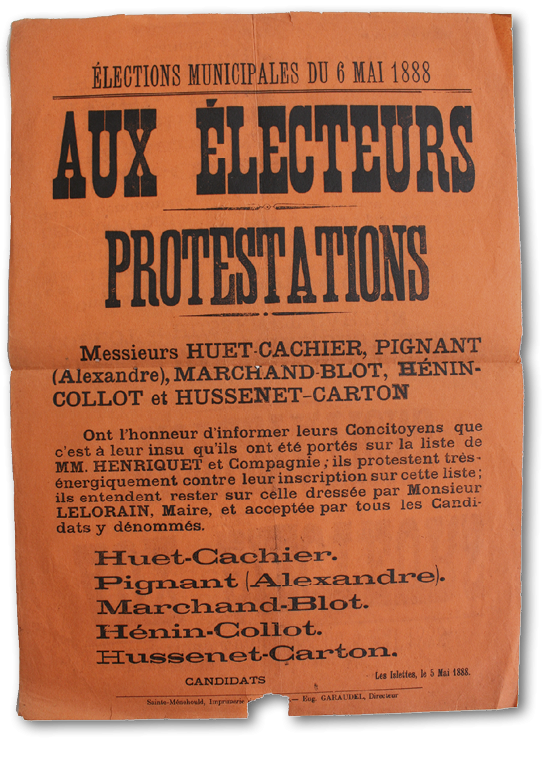 ÉLECTIONS MUNICIPALES DU 6 MAI 1888
AUX ÉLECTEURS
PROTESTATIONS
Messieurs HUET-CACHIER, PIGNANT
(Alexandre), MARCHAND-BLOT, HÉNIN-
COLLOT et HUSSENET-CARTON
Ont l'honneur d'informer leurs Concitoyens que
c'est à leur insu qu'ils ont été portés sur la liste de
MM. HENRIQUET et Compagnie; ils protestent très-
énergiquement contre leur inscription sur cette liste;
ils entendent rester sur celle dressée par Monsieur
LELORAIN, Maire, et acceptée par tous les Candi-
dats y dénommés.
Huet-Cachier.
Pignant (Alexandre).
Marchand-Blot.
Hénin-Collot.
Hussenet-Carton.
CANDIDATS
Les Islettes, le 5 Mai 1888.
Sainte-Ménehould, Imprimerie — Eug. GARAUDEL, Directeur